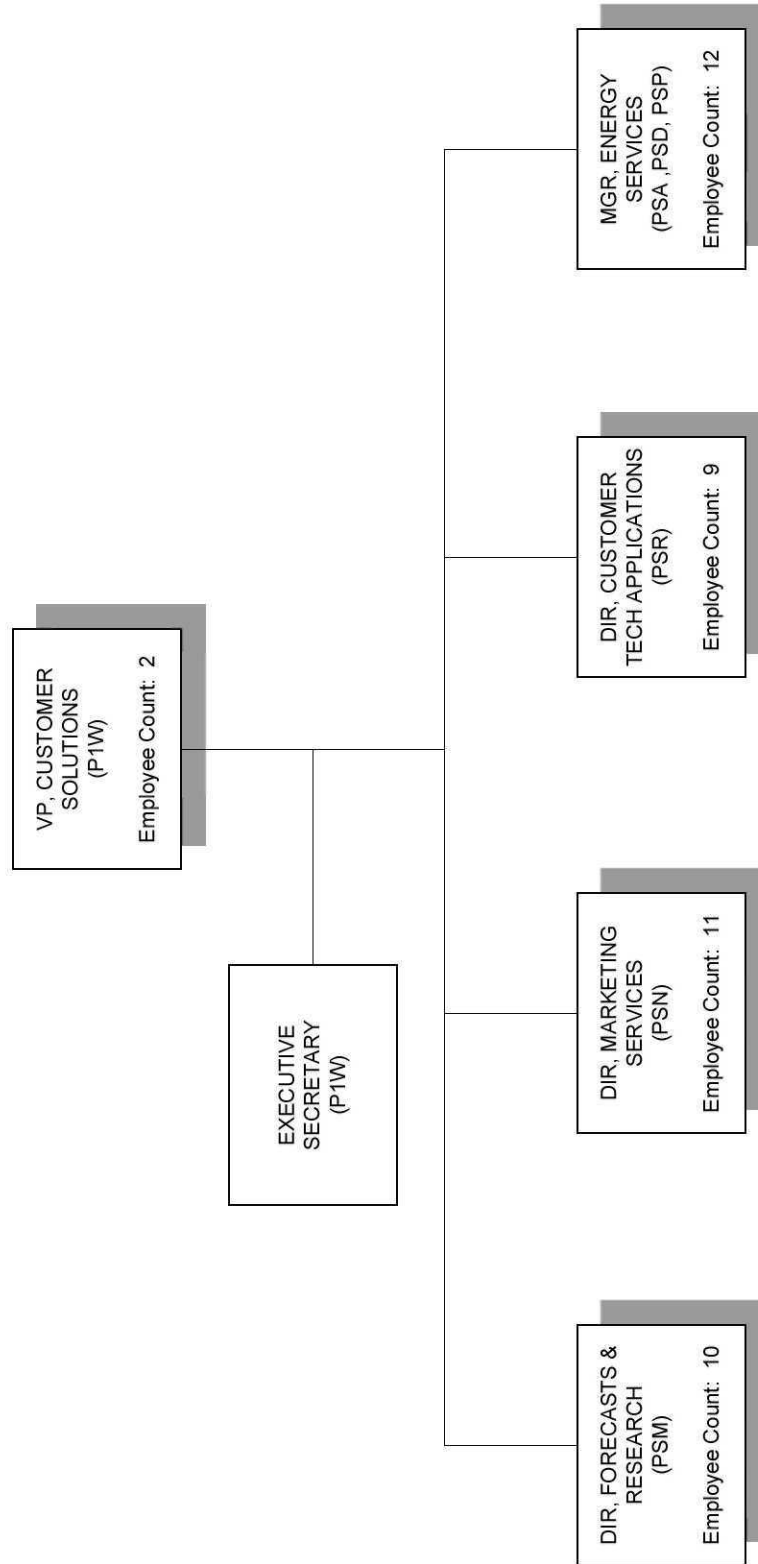 VP, CUSTOMER
SOLUTIONS
(P1W)
Employee Count: 2
EXECUTIVE
SECRETARY
(P1W)
DIR, FORECASTS &
RESEARCH
(PSM)
Employee Count: 10
DIR, MARKETING
SERVICES
(PSN)
Employee Count: 11
DIR, CUSTOMER
TECH APPLICATIONS
(PSR)
Employee Count: 9
MGR, ENERGY
SERVICES
(PSA ,PSD, PSP)
Employee Count: 12